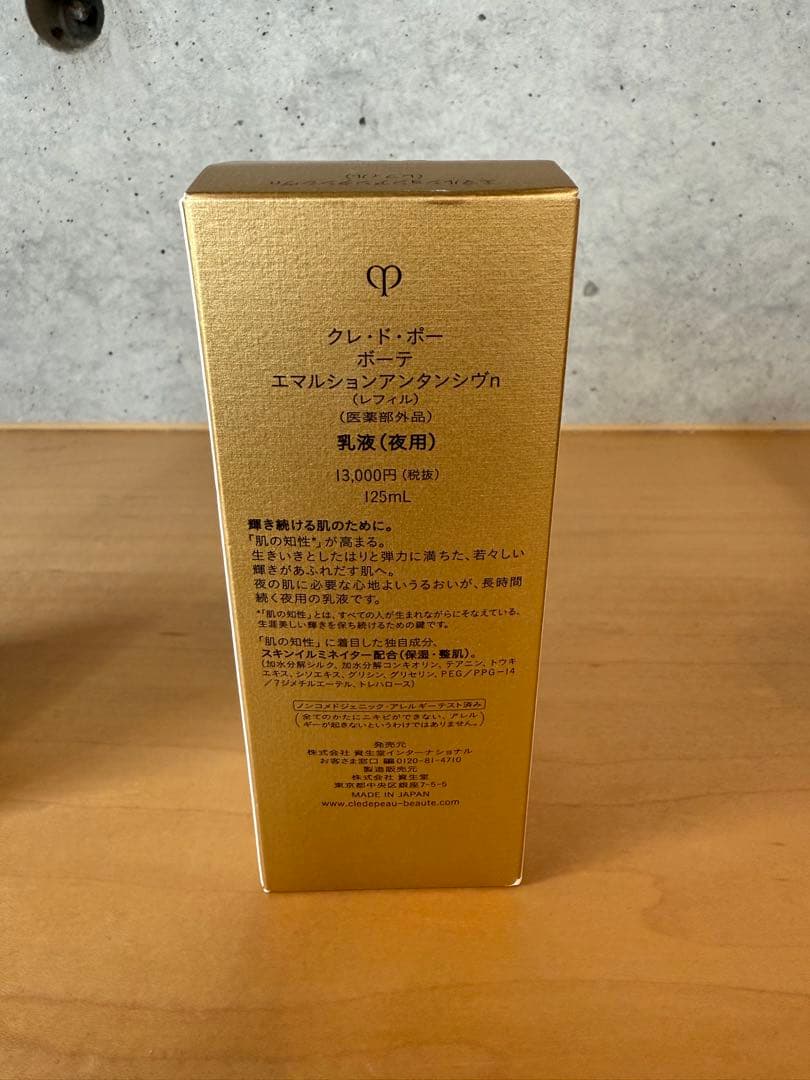 エマルションアンタンシヴn
(レフィル)
クレ・ド・ポー
ボーテ
エマルションアンタンシヴn
(レフィル)
(医薬部外品)
乳液(夜用)
13,000円(税抜)
125mL
輝き続ける肌のために。
「肌の知性*」が高まる。
生きいきとしたはりと弾力に満ちた、若々しい
輝きがあふれだす肌へ。
夜の肌に必要な心地よいうるおいが、長時間
続く夜用の乳液です。
*「肌の知性」とは、すべての人が生まれながらにそなえている、
生涯美しい輝きを保ち続けるための鍵です。
「肌の知性」に着目した独自成分、
スキンイルミネイター配合(保湿・整肌)。
(加水分解シルク、加水分解コンキオリン、テアニン、トウキ
エキス、シソエキス、グリシン、グリセリン、PEG/PPG-14
/7ジメチルエーテル、トレハロース)
ノンコメドジェニック・アレルギーテスト済み
(全てのかたにニキビができない、アレル
ギーが起きないというわけではありません。)
発売元
株式会社 資生堂インターナショナル
お客さま窓口 0120-81-4710
製造販売元
株式会社 資生堂
東京都中央区銀座7-5-5
MADE IN JAPAN
www.cledepeau-beaute.com